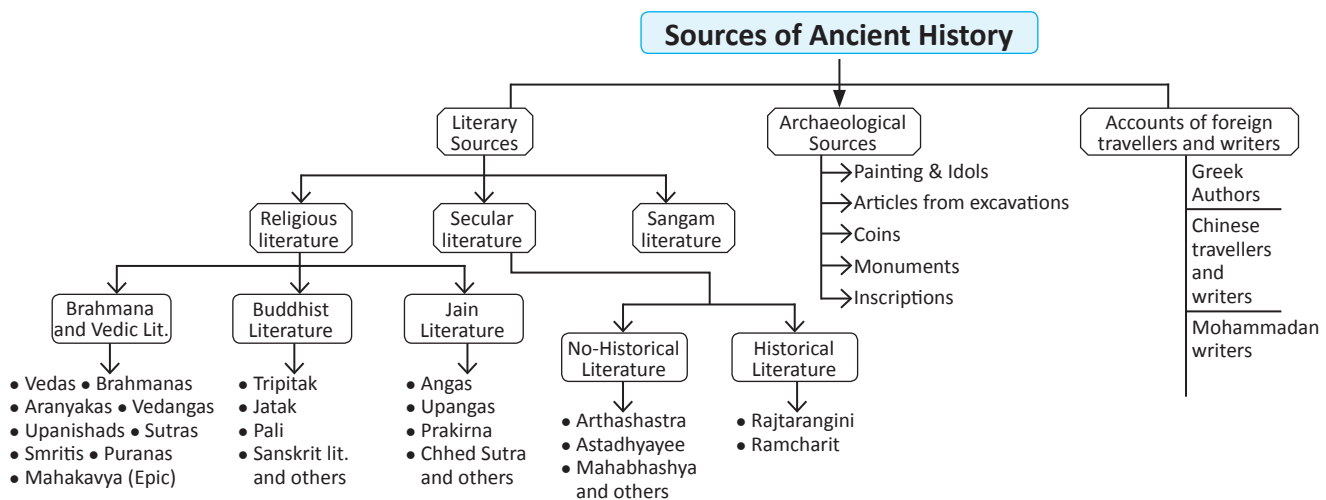 Sources of Ancient History
Literary
Sources
Archaeological
Sources
Accounts of foreign
travellers and writers
Religious
literature
Secular
literature
Sangam
literature
Painting & Idols
Articles from excavations
Coins
Monuments
Inscriptions
Greek
Authors
Chinese
travellers
and
writers
Mohammadan
writers
Brahmana
and Vedic Lit.
Buddhist
Literature
Jain
Literature
No-Historical
Literature
Historical
Literature
● Vedas ● Brahmanas
● Aranyakas ● Vedangas
● Upanishads ● Sutras
● Smritis ● Puranas
● Mahakavya (Epic)
● Tripitak
● Jatak
● Pali
● Sanskrit lit.
and others
● Angas
● Upangas
● Prakirna
● Chhed Sutra
and others
● Arthashastra
● Astadhyayee
● Mahabhashya
and others
● Rajtarangini
● Ramcharit